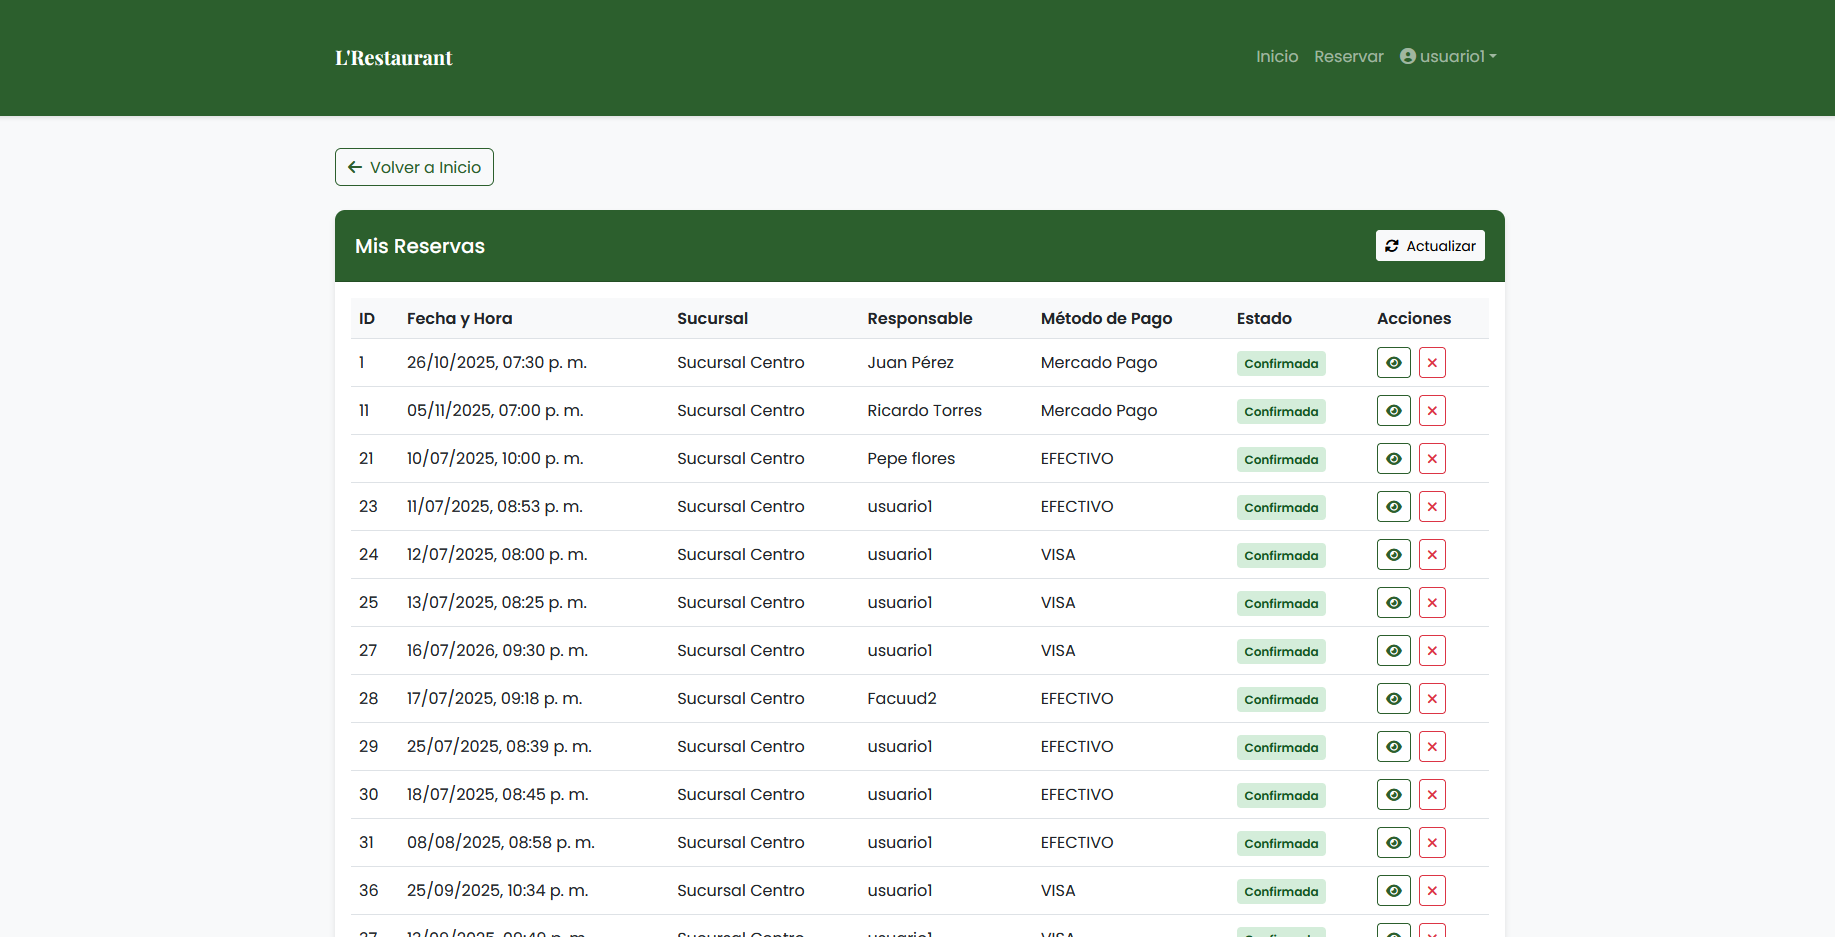 L'Restaurant Inicio Reservar usuario1
Volver a Inicio
Mis Reservas Actualizar
ID Fecha y Hora Sucursal Responsable Método de Pago Estado Acciones
1 26/10/2025, 07:30 p. m. Sucursal Centro Juan Pérez Mercado Pago Confirmada
11 05/11/2025, 07:00 p. m. Sucursal Centro Ricardo Torres Mercado Pago Confirmada
21 10/07/2025, 10:00 p. m. Sucursal Centro Pepe flores EFECTIVO Confirmada
23 11/07/2025, 08:53 p. m. Sucursal Centro usuario1 EFECTIVO Confirmada
24 12/07/2025, 08:00 p. m. Sucursal Centro usuario1 VISA Confirmada
25 13/07/2025, 08:25 p. m. Sucursal Centro usuario1 VISA Confirmada
27 16/07/2026, 09:30 p. m. Sucursal Centro usuario1 VISA Confirmada
28 17/07/2025, 09:18 p. m. Sucursal Centro Facuud2 EFECTIVO Confirmada
29 25/07/2025, 08:39 p. m. Sucursal Centro usuario1 EFECTIVO Confirmada
30 18/07/2025, 08:45 p. m. Sucursal Centro usuario1 EFECTIVO Confirmada
31 08/08/2025, 08:58 p. m. Sucursal Centro usuario1 EFECTIVO Confirmada
36 25/09/2025, 10:34 p. m. Sucursal Centro usuario1 VISA Confirmada
Sucursal Centro usuario1 VISA Confirmada